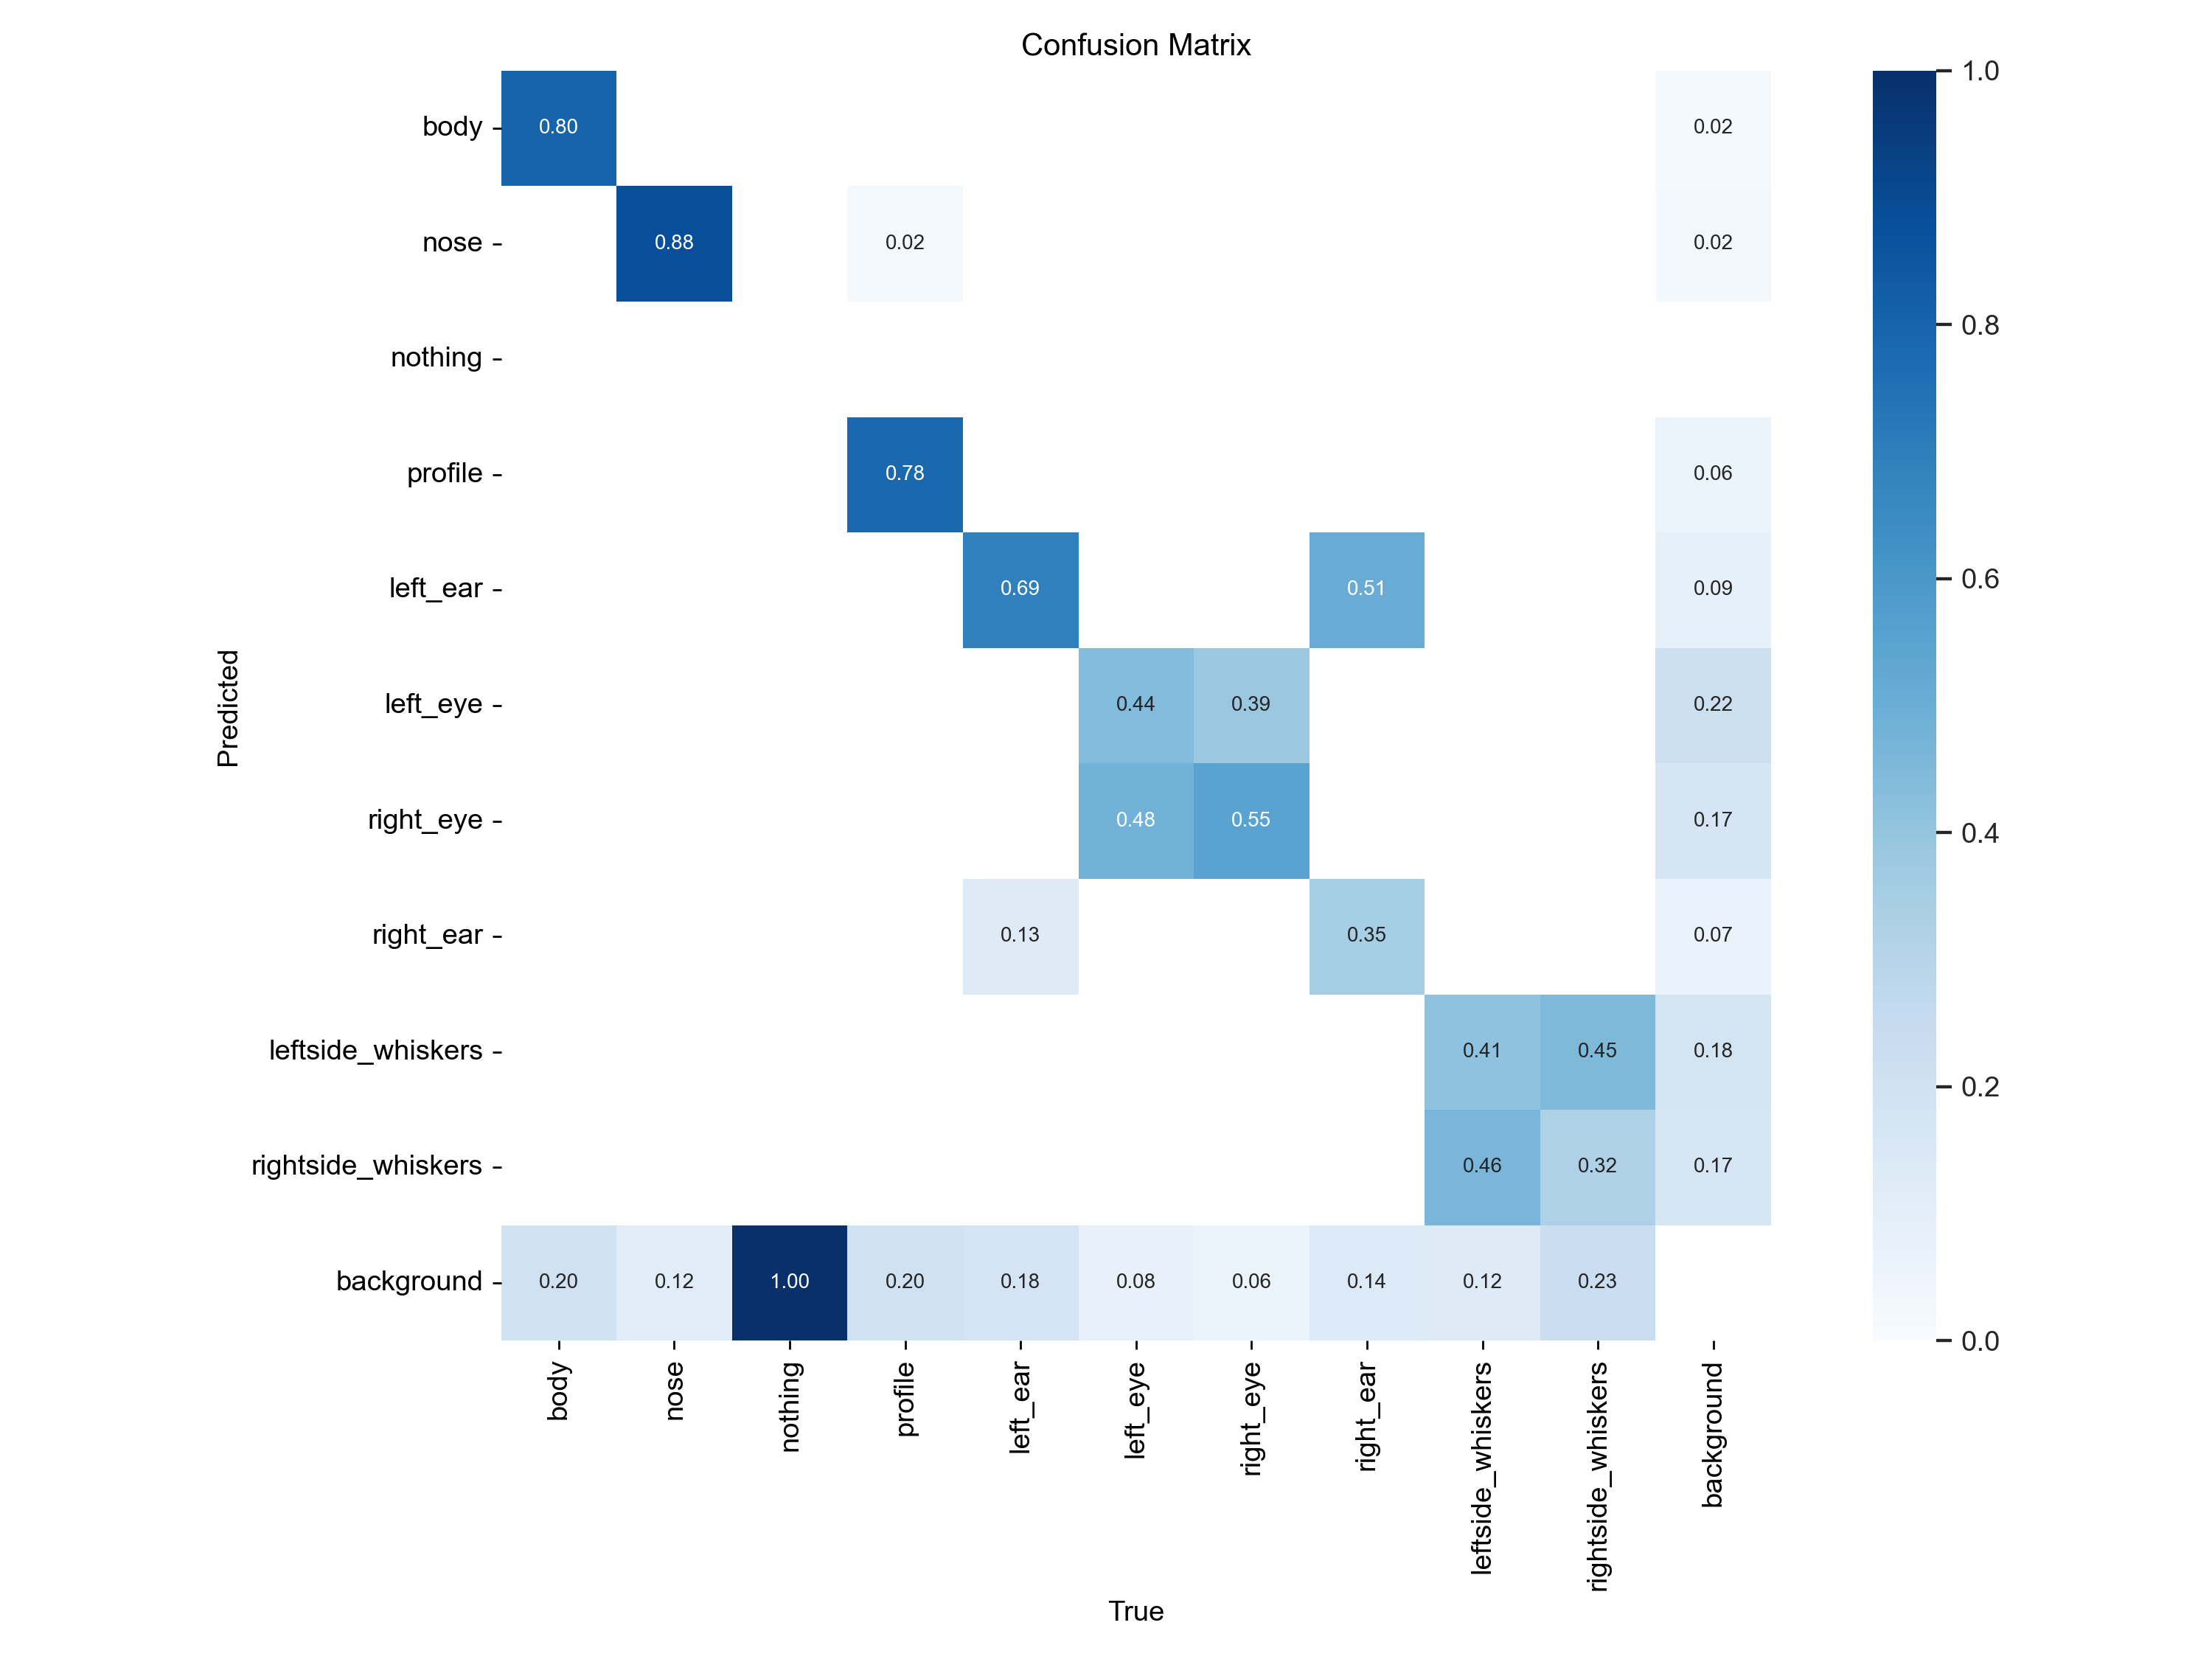 Confusion Matrix
body
0.80
0.02
1.0
nose
0.88
0.02
0.02
0.8
nothing
profile
0.78
0.06
left_ear
0.69
0.51
0.09
0.6
Predicted
left_eye
0.44
0.39
0.22
right_eye
0.48
0.55
0.17
0.4
right_ear
0.13
0.35
0.07
leftside_whiskers
0.41
0.45
0.18
0.2
rightside_whiskers
0.46
0.32
0.17
background
0.20
0.12
1.00
0.20
0.18
0.08
0.06
0.14
0.12
0.23
0.0
body
nose
nothing
profile
left_ear
left_eye
right_eye
right_ear
leftside_whiskers
rightside_whiskers
background
True